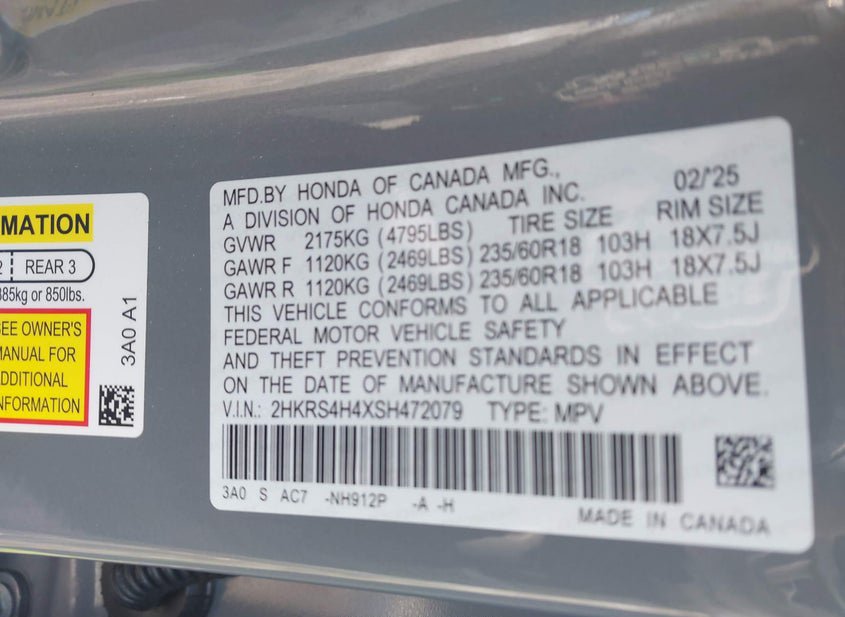 MATION
2 REAR 3
385kg or 850lbs.
SEE OWNER'S
MANUAL FOR
ADDITIONAL
INFORMATION
3A0 A1
MFD.BY HONDA OF CANADA MFG., 02/'25
A DIVISION OF HONDA CANADA INC.
TIRE SIZE RIM SIZE
GVWR 2175KG (4795LBS)
GAWR F 1120KG (2469LBS) 235/60R18 103H 18X7.5J
GAWR R 1120KG (2469LBS) 235/60R18 103H 18X7.5J
THIS VEHICLE CONFORMS TO ALL APPLICABLE
FEDERAL MOTOR VEHICLE SAFETY
AND THEFT PREVENTION STANDARDS IN EFFECT
ON THE DATE OF MANUFACTURE SHOWN ABOVE.
V.I.N.: 2HKRS4H4XSH472079 TYPE: MPV
3A0 S AC7 -NH912P -A -H
MADE IN CANADA